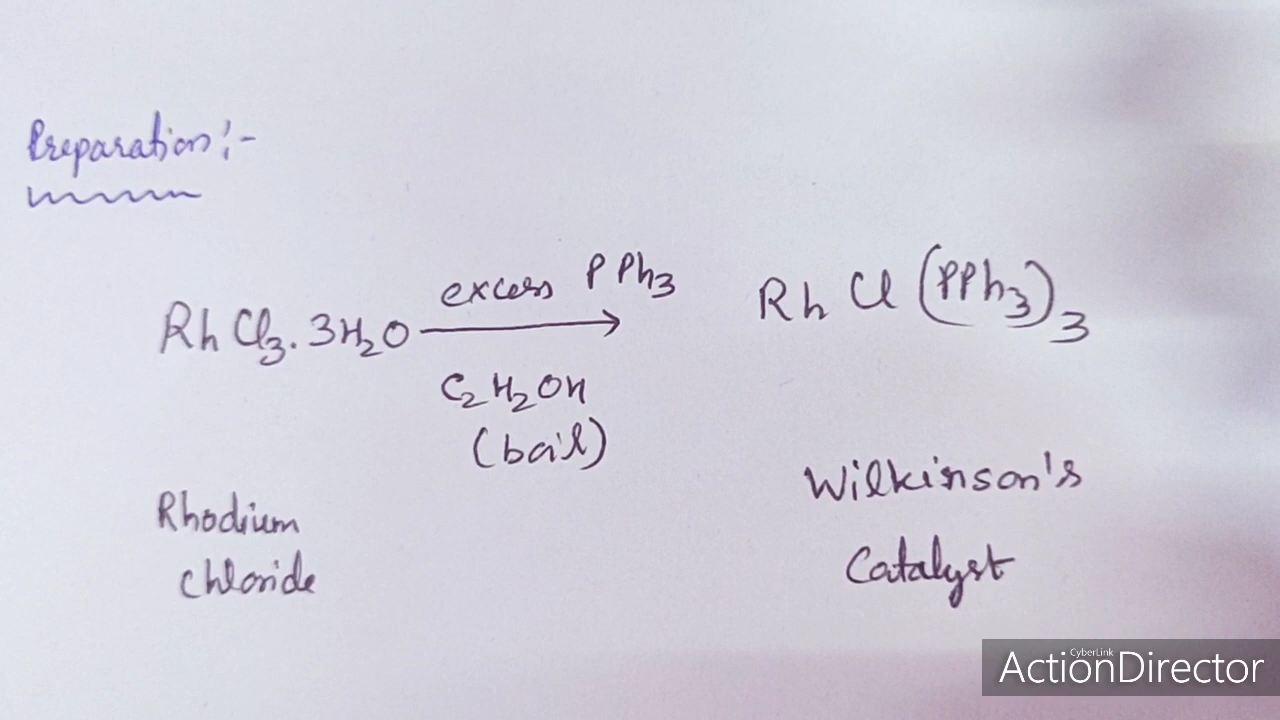 Preparation:-
excess PPh3
RhCl3.3H2O → RhCl(PPh3)3
C2H2OH
(boil)
Rhodium
chloride
Wilkinson's
Catalyst
CyberLink
ActionDirector